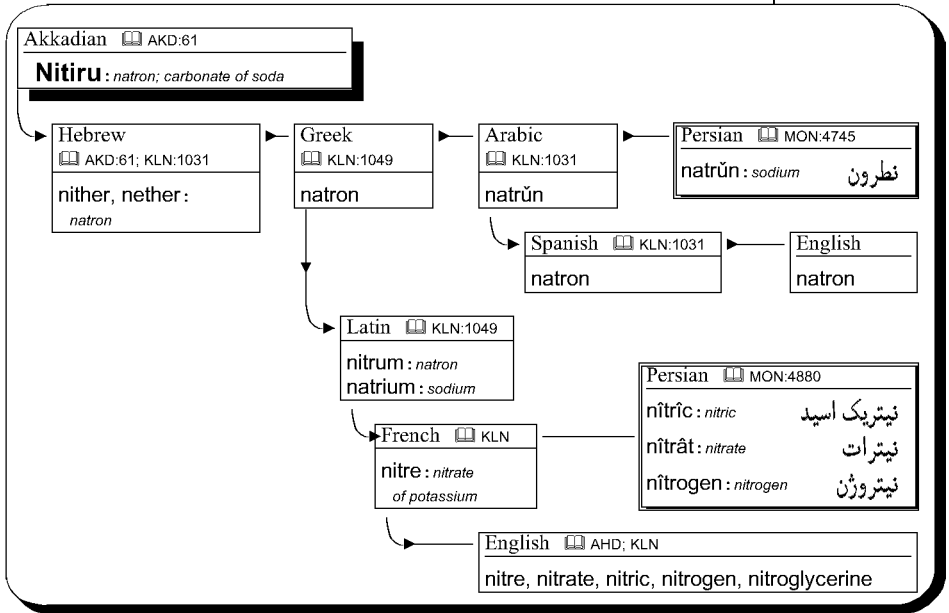 Akkadian 🕮 AKD:61
Nitiru : natron; carbonate of soda
Hebrew
🕮 AKD:61; KLN:1031
nither, nether :
natron
Greek
🕮 KLN:1049
natron
Arabic
🕮 KLN:1031
natrŭn
Persian 🕮 MON:4745
natrŭn : sodium نطرون
Spanish 🕮 KLN:1031
natron
English
natron
Latin 🕮 KLN:1049
nitrum : natron
natrium : sodium
Persian 🕮 MON:4880
nîtrîc : nitric نیتریک اسید
nîtrât : nitrate نیترات
nîtrogen : nitrogen نیتروژن
French 🕮 KLN
nitre : nitrate
of potassium
English 🕮 AHD; KLN
nitre, nitrate, nitric, nitrogen, nitroglycerine